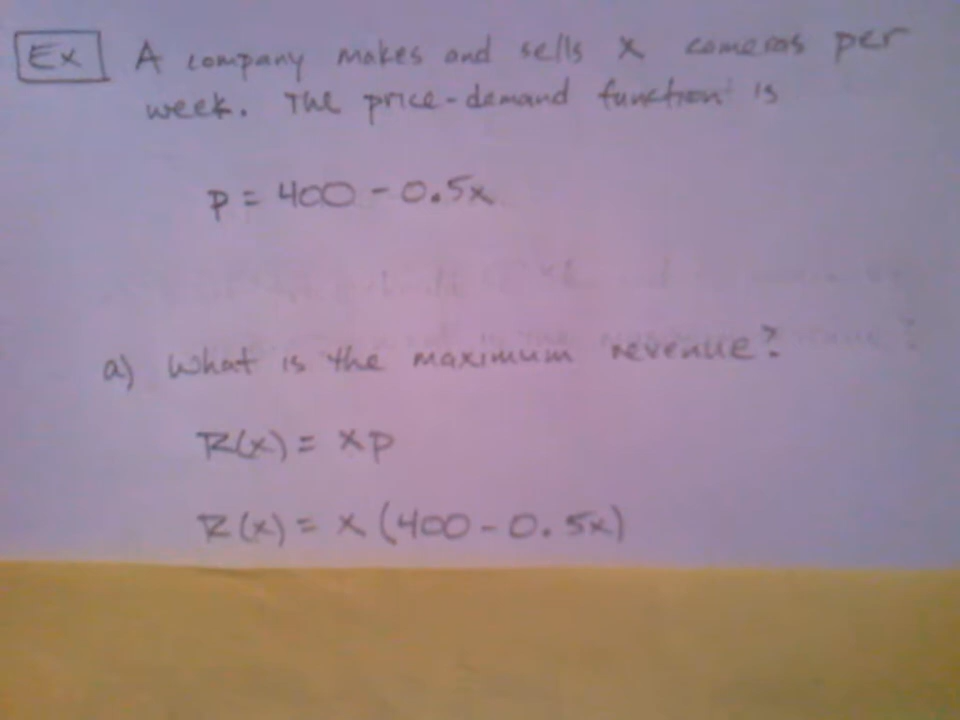 Ex A company makes and sells x cameras per
week. The price-demand function is
p = 400 - 0.5x
a) What is the maximum revenue?
R(x) = xp
R(x) = x (400 - 0.5x)